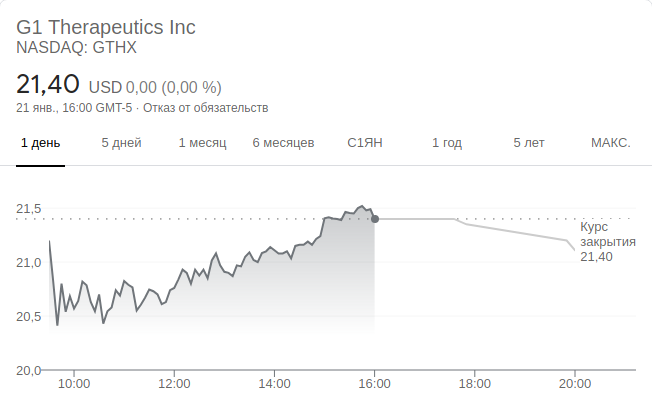 G1 Therapeutics Inc
NASDAQ: GTHX
21,40 USD 0,00 (0,00 %)
21 янв., 16:00 GMT-5 · Отказ от обязательств
1 день 5 дней 1 месяц 6 месяцев С1ЯН 1 год 5 лет МАКС.
21,5
Курс
закрытия
21,40
21,0
20,5
20,0
10:00 12:00 14:00 16:00 18:00 20:00